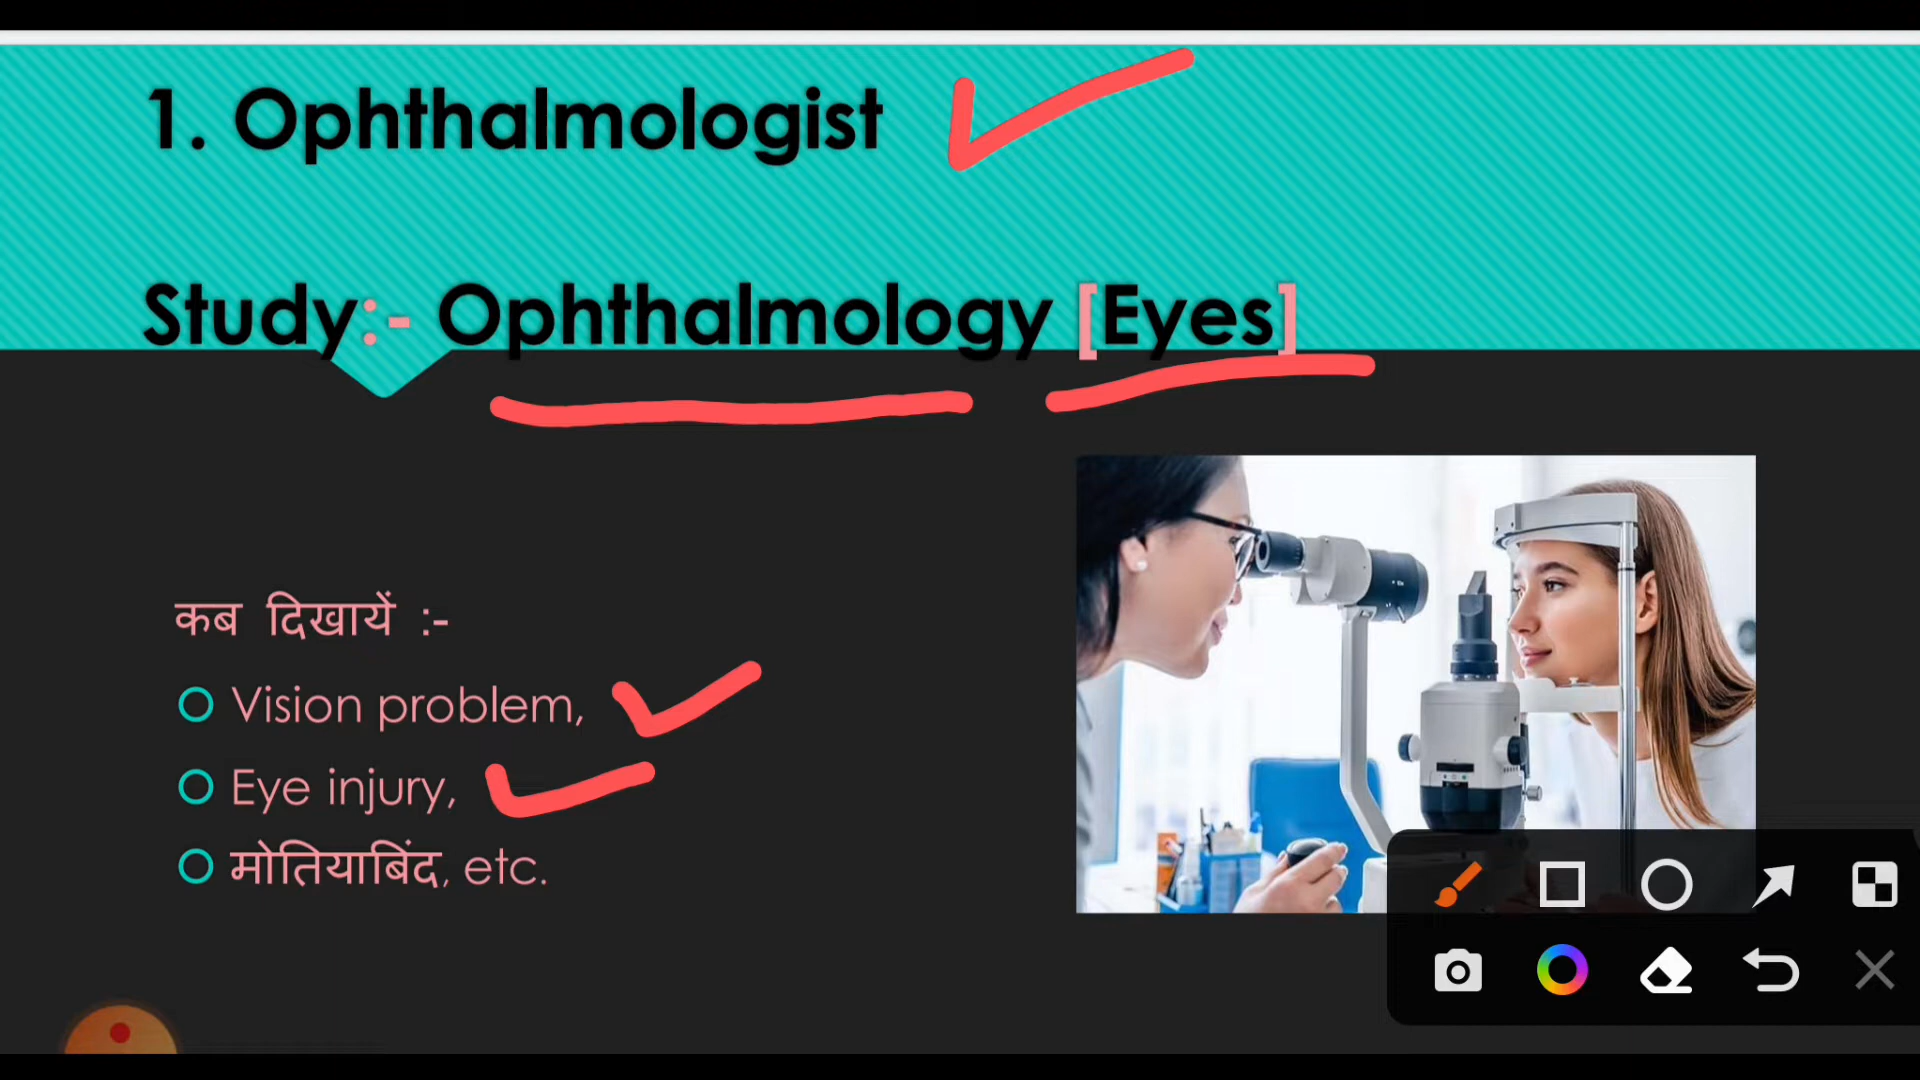 1. Ophthalmologist
Study:- Ophthalmology [Eyes]
कब दिखायें :-
Vision problem,
Eye injury,
मोतियाबिंद, etc.